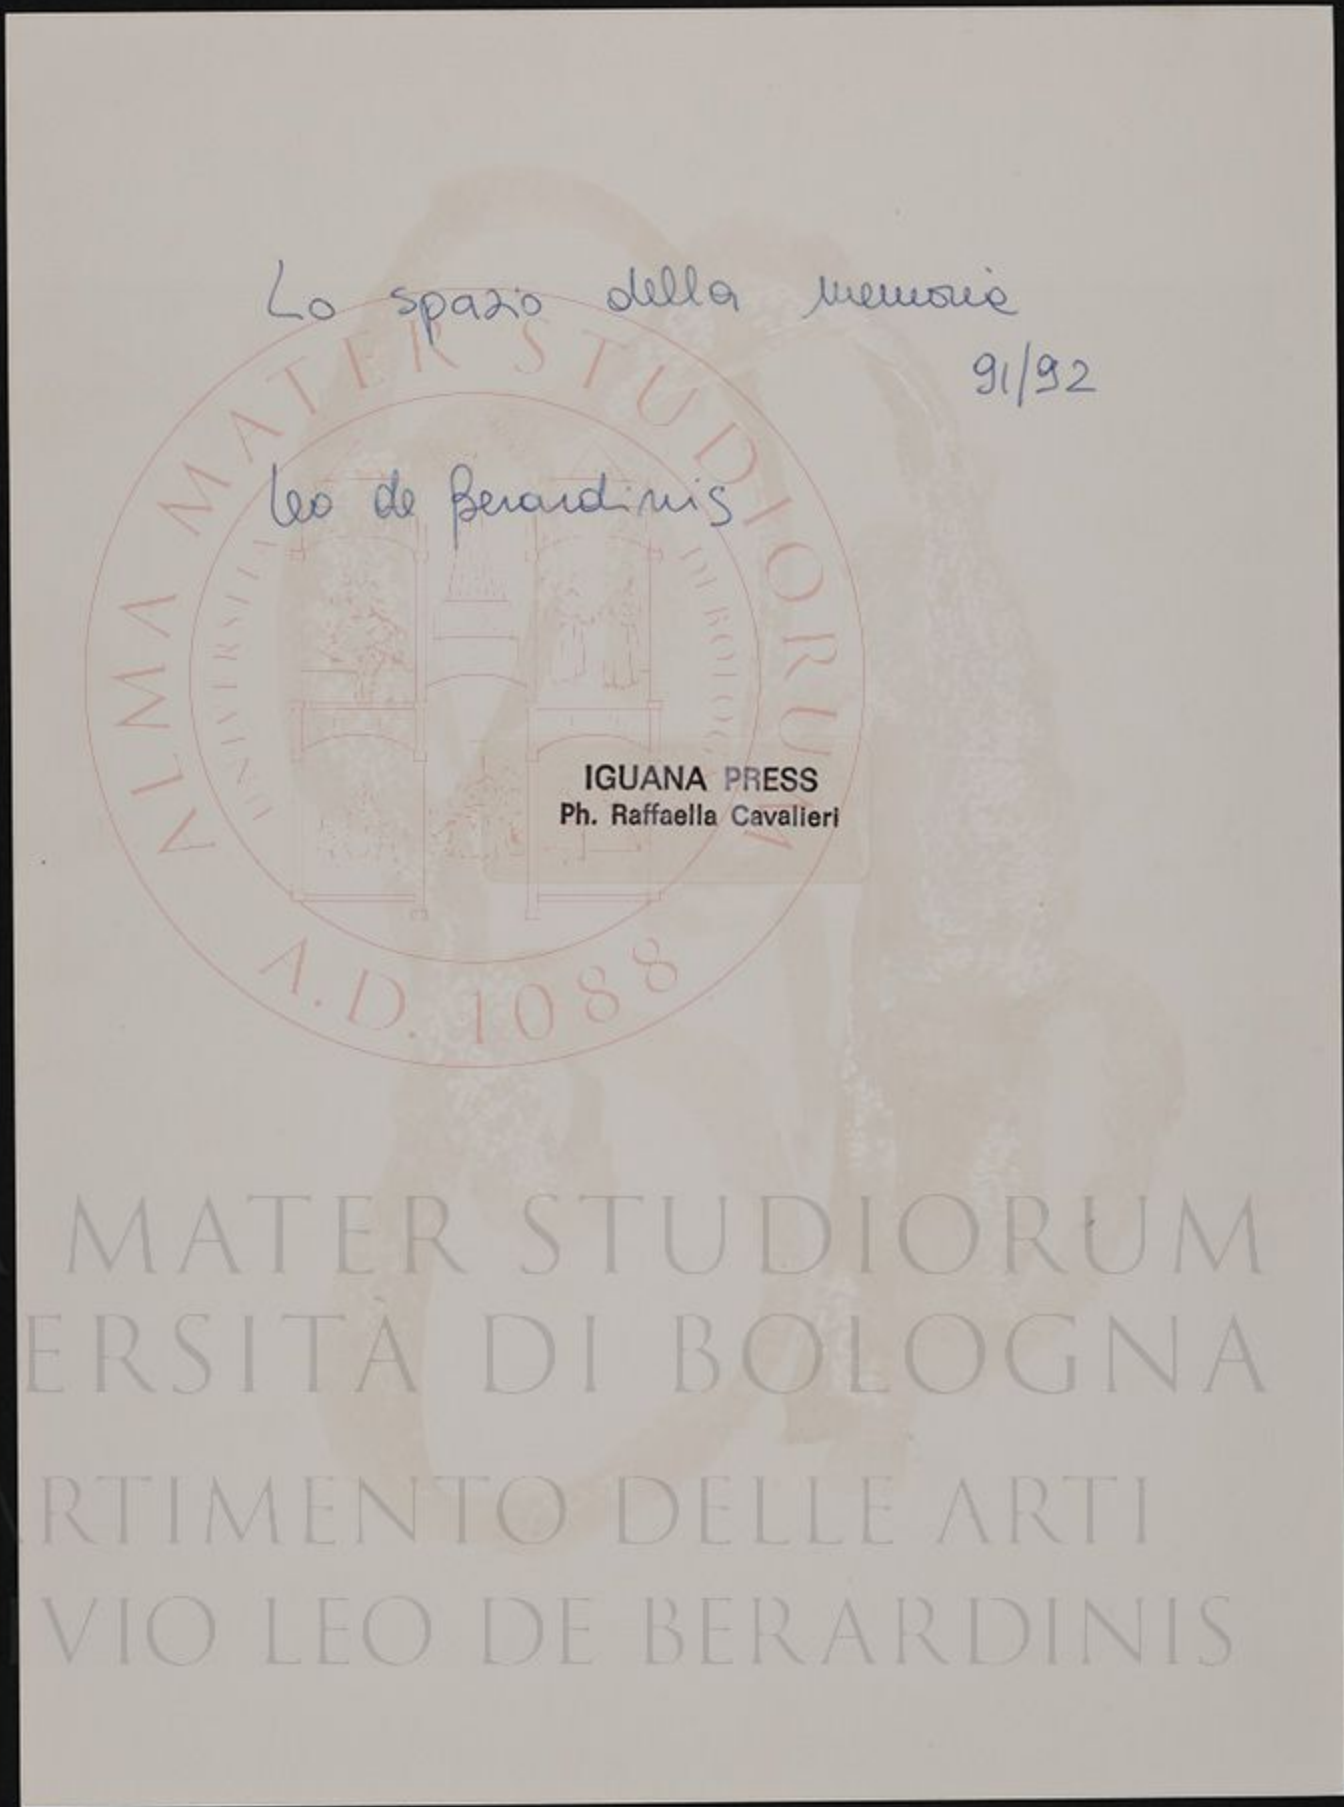 Lo spazio della memoria
91/92
Leo de Berardinis
IGUANA PRESS
Ph. Raffaella Cavalieri
ALMA MATER STUDIORUM
A.D. 1088
MATER STUDIORUM
ERSITÀ DI BOLOGNA
RTIMENTO DELLE ARTI
VIO LEO DE BERARDINIS